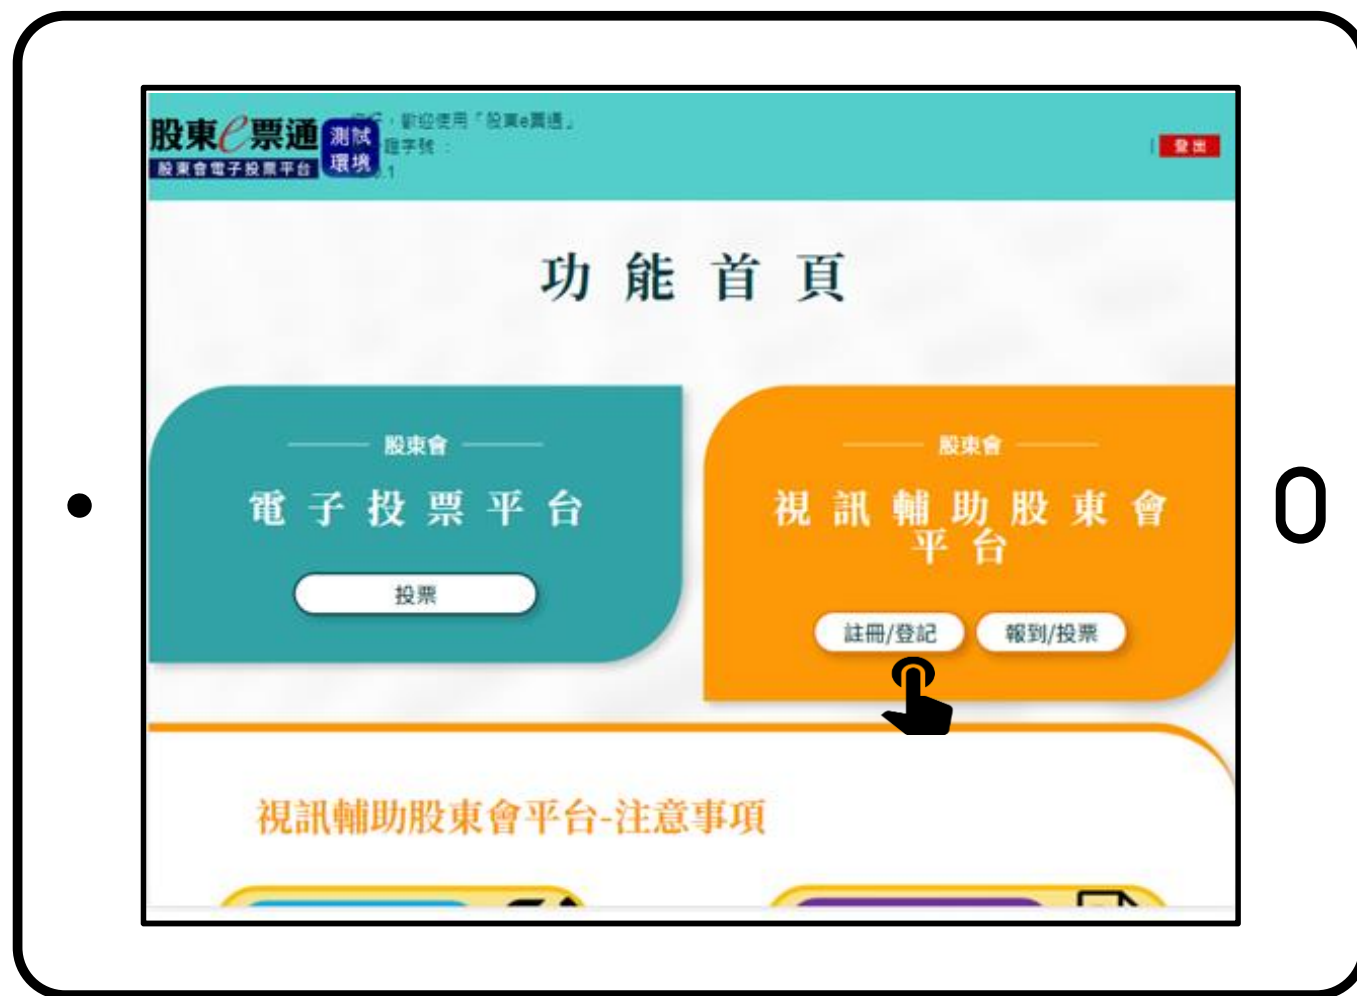 股東e票通
股東會電子投票平台
測試
環境
，歡迎使用「股東e票通」
證字號：
.1
登出
功能首頁
股東會
電子投票平台
投票
股東會
視訊輔助股東會
平台
註冊/登記
報到/投票
視訊輔助股東會平台-注意事項